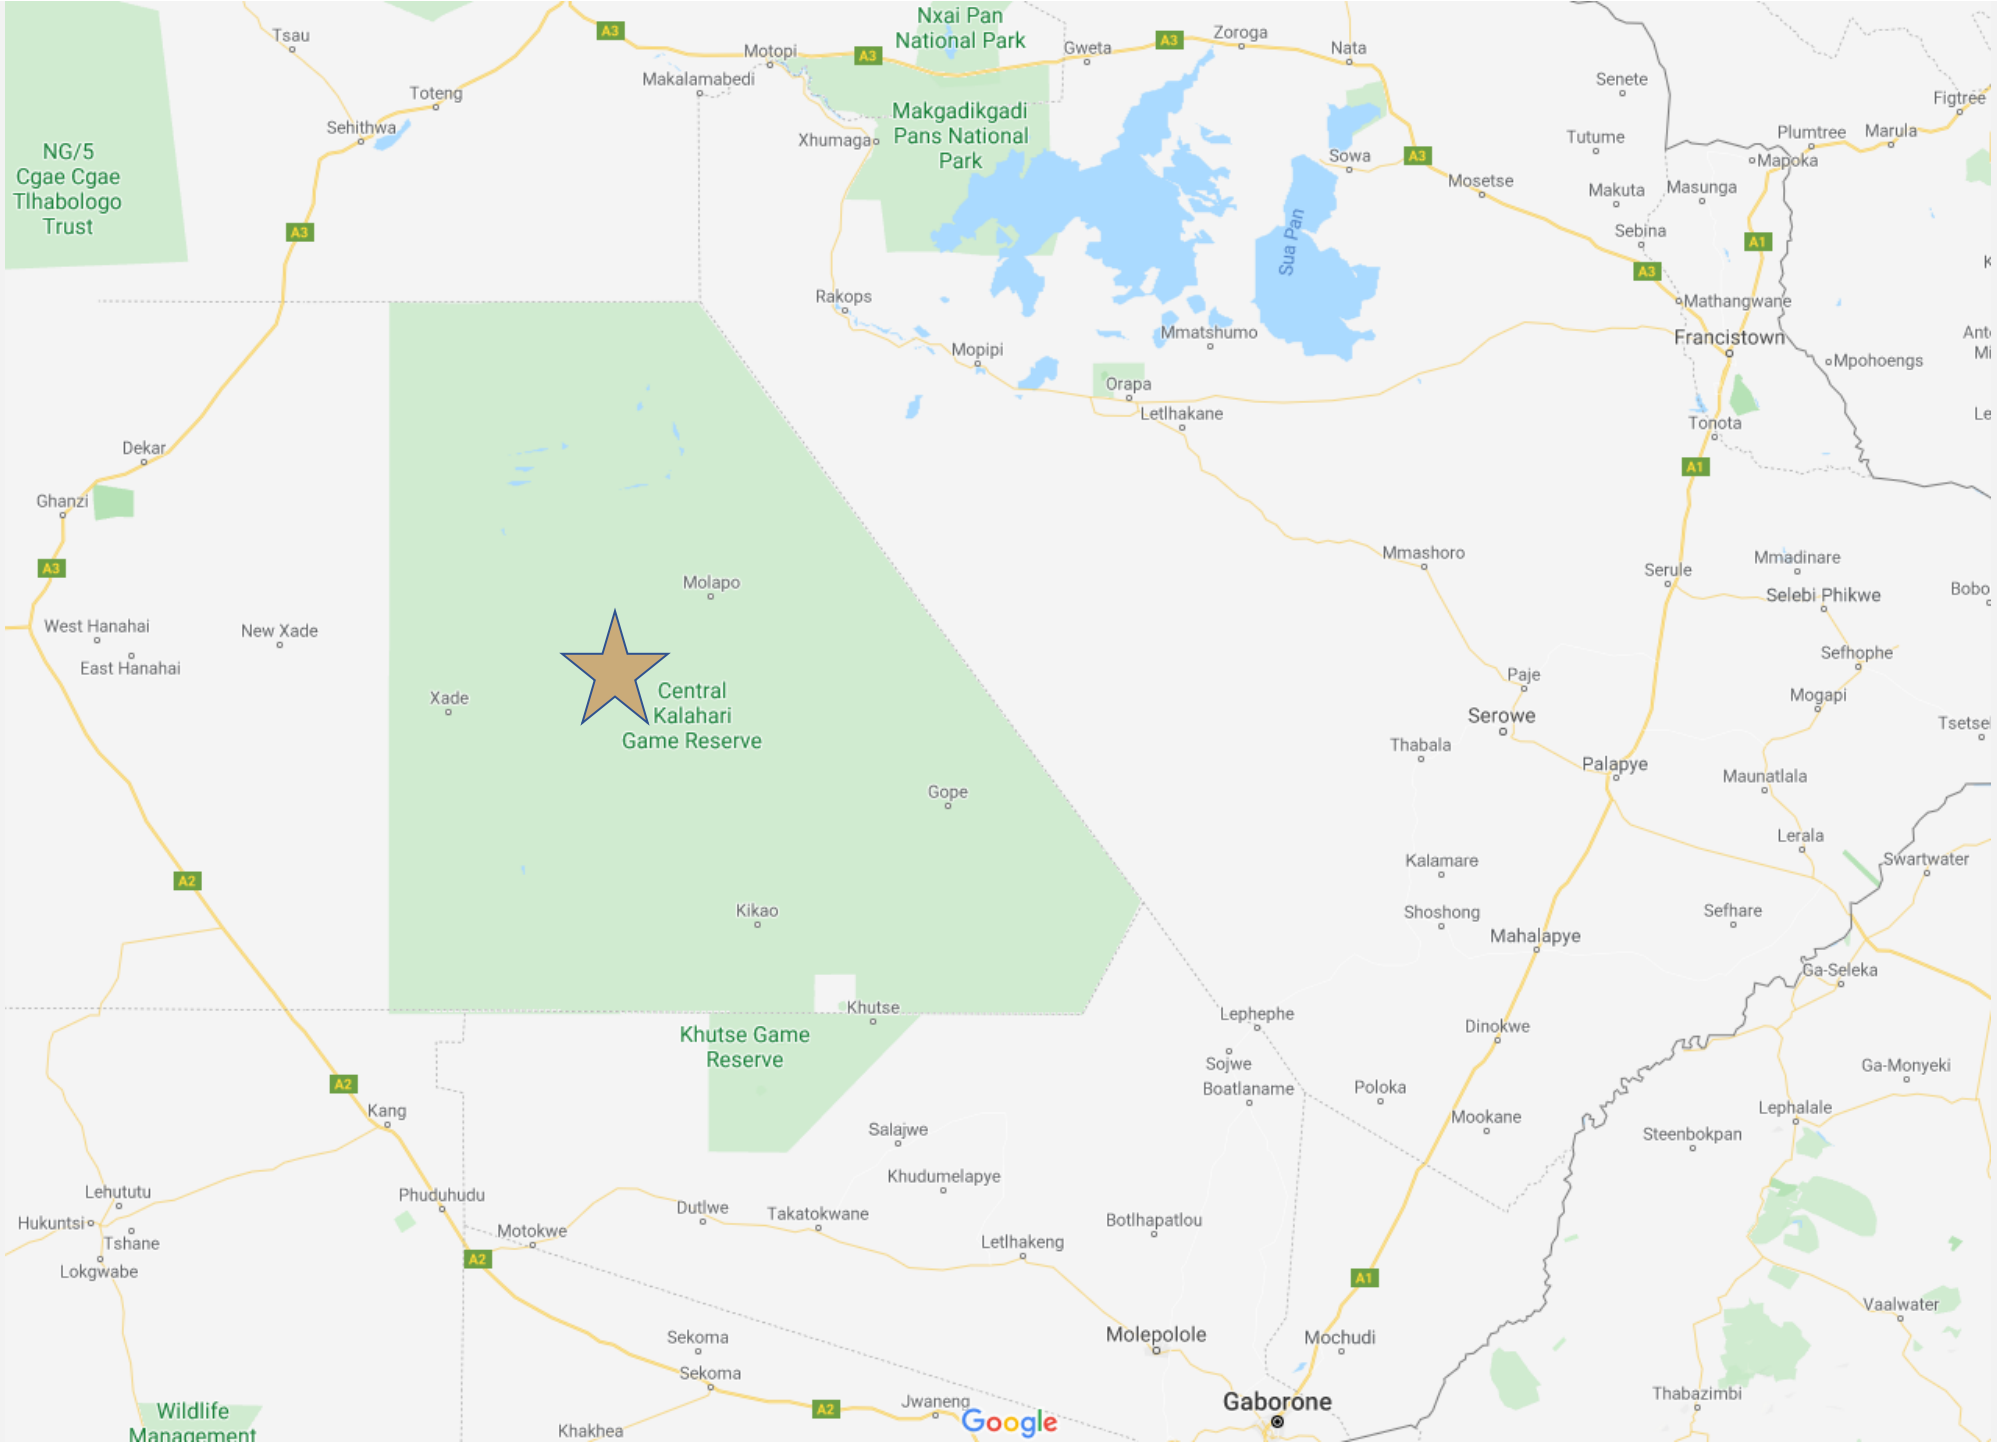 Tsau
A3
Motopi
A3
Nxai Pan
National Park
Gweta
A3
Zoroga
Nata
Makalamabedi
Toteng
Sehithwa
Xhumaga
Makgadikgadi
Pans National
Park
Senete
Figtree
Tutume
Plumtree
Marula
Sowa
A3
Mapoka
Mosetse
Makuta
Masunga
NG/5
Cgae Cgae
Tlhabologo
Trust
A3
Sua Pan
Sebina
A1
A3
Rakops
Mathangwane
Mmatshumo
Francistown
Mopipi
Mpohoengs
Ant
Mi
K
Orapa
Letlhakane
Le
Tonota
Dekar
A1
Ghanzi
A3
Mmashoro
Serule
Mmadinare
Selebi Phikwe
Bobo
Molapo
West Hanahai
New Xade
East Hanahai
Sefhophe
Paje
Xade
Central
Kalahari
Game Reserve
Serowe
Mogapi
Tsetse
Thabala
Palapye
Maunatlala
Gope
Lerala
Kalamare
Swartwater
A2
Kikao
Shoshong
Sefhare
Mahalapye
Ga-Seleka
Khutse
Lephephe
Dinokwe
Khutse Game
Reserve
Sojwe
Ga-Monyeki
A2
Boatlaname
Poloka
Kang
Mookane
Lephalale
Salajwe
Steenbokpan
Khudumelapye
Lehututu
Phuduhudu
Hukuntsi
Dutlwe
Takatokwane
Botlhapatlou
Tshane
Motokwe
Letlhakeng
A2
Lokgwabe
A1
Vaalwater
Sekoma
Molepolole
Mochudi
Sekoma
Thabazimbi
Jwaneng
Gaborone
Wildlife
Management
A2
Google
Khakhea